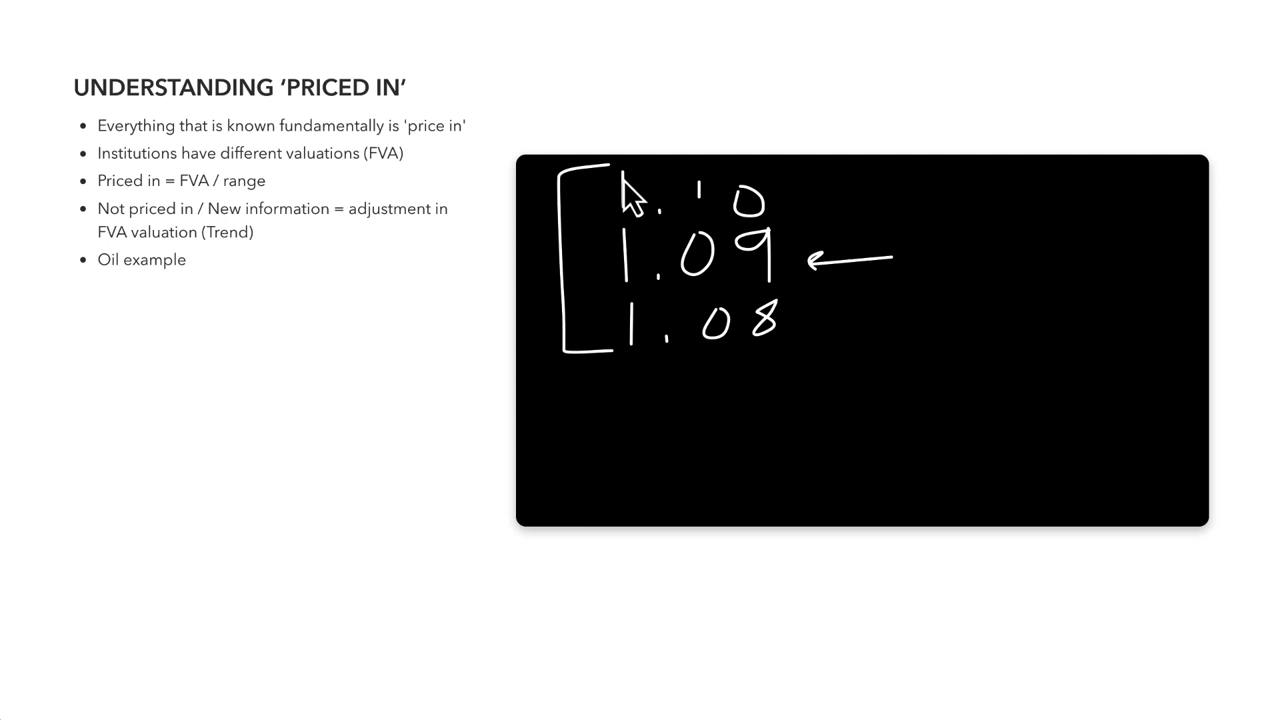 UNDERSTANDING ‘PRICED IN’
• Everything that is known fundamentally is 'price in'
• Institutions have different valuations (FVA)
• Priced in = FVA / range
• Not priced in / New information = adjustment in
FVA valuation (Trend)
• Oil example
1.10
1.09
1.08